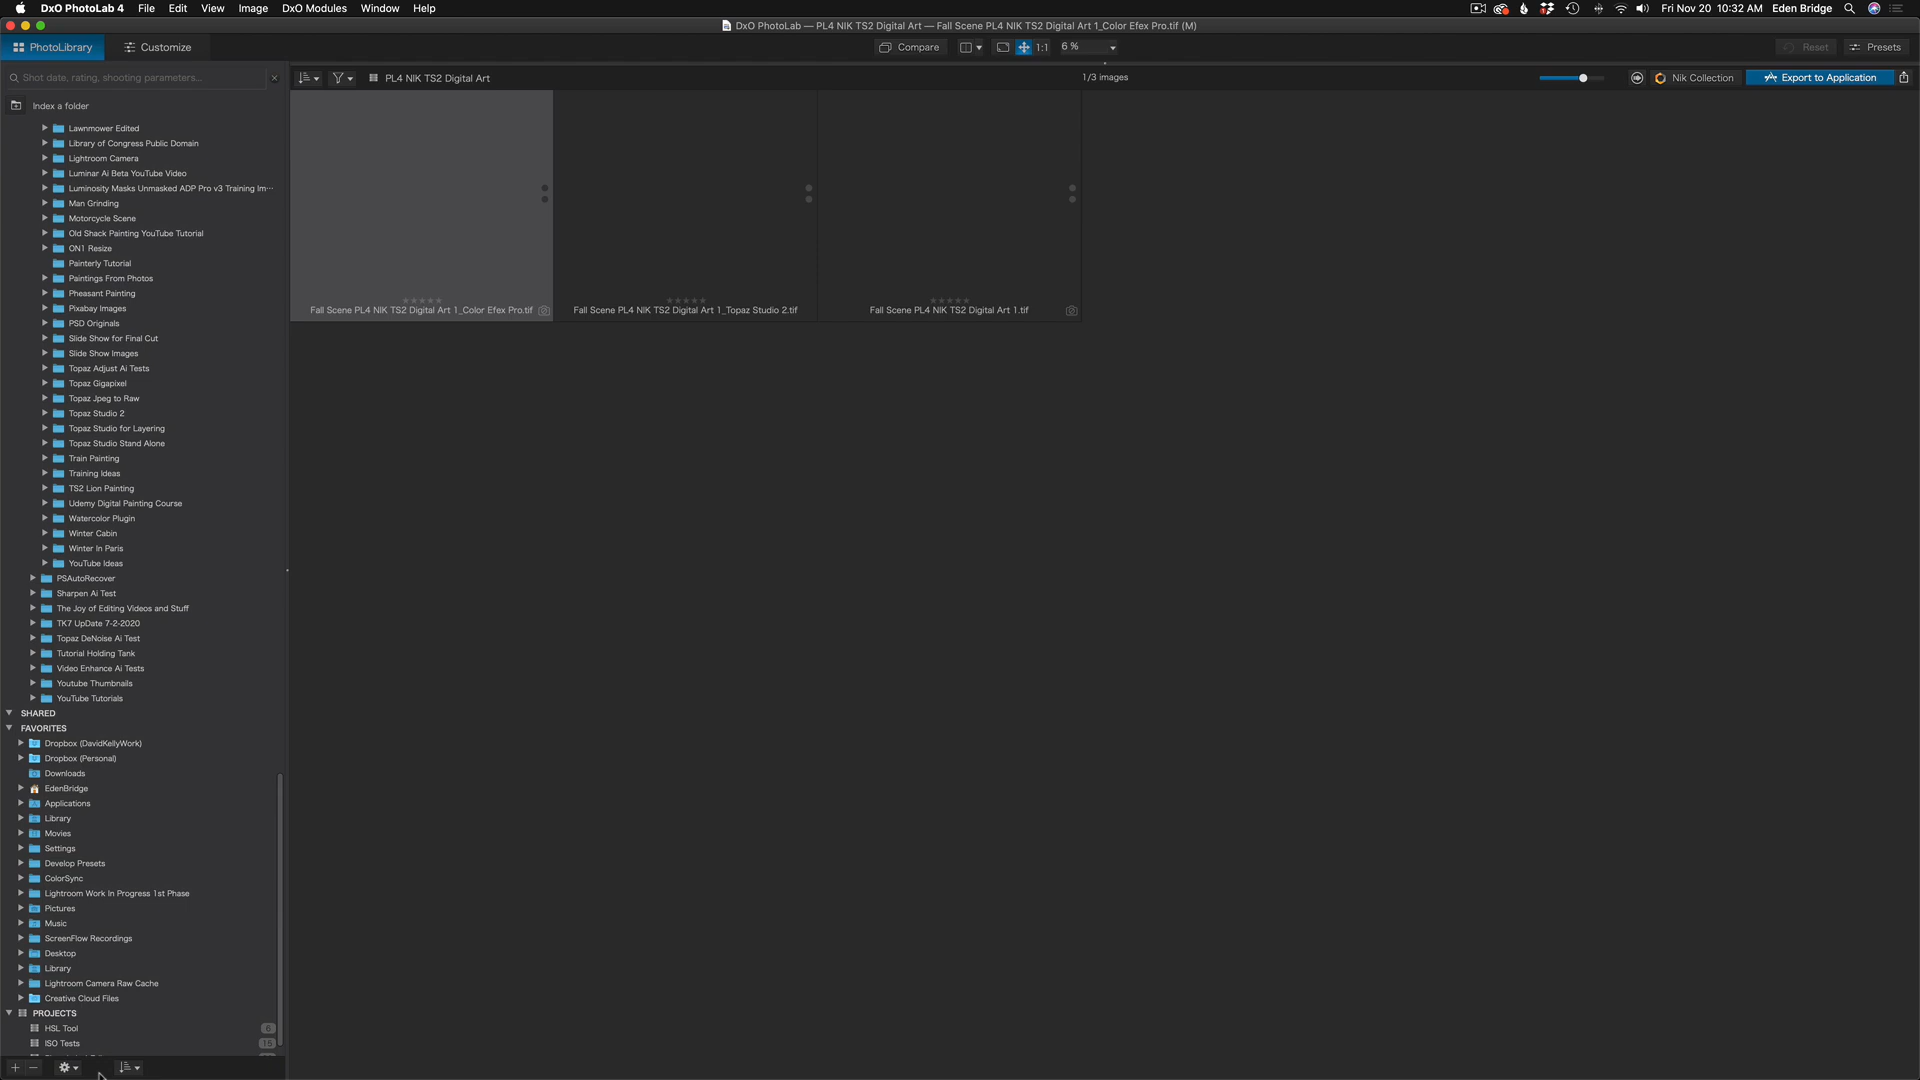 DxO PhotoLab 4 File Edit View Image DxO Modules Window Help Fri Nov 20 10:32 AM Eden Bridge
DxO PhotoLab — PL4 NIK TS2 Digital Art — Fall Scene PL4 NIK TS2 Digital Art 1_Color Efex Pro.tif (M)
PhotoLibrary Customize Compare 1:1 6 % Reset Presets
Shot date, rating, shooting parameters... PL4 NIK TS2 Digital Art 1/3 images Nik Collection Export to Application
Index a folder
Lawnmower Edited
Library of Congress Public Domain
Lightroom Camera
Luminar Ai Beta YouTube Video
Luminosity Masks Unmasked ADP Pro v3 Training Im···
Man Grinding
Motorcycle Scene
Old Shack Painting YouTube Tutorial
ON1 Resize
Painterly Tutorial
Paintings From Photos
Pheasant Painting
Pixabay Images
PSD Originals
Slide Show for Final Cut
Slide Show Images
Topaz Adjust Ai Tests
Topaz Gigapixel
Topaz Jpeg to Raw
Topaz Studio 2
Topaz Studio for Layering
Topaz Studio Stand Alone
Train Painting
Training Ideas
TS2 Lion Painting
Udemy Digital Painting Course
Watercolor Plugin
Winter Cabin
Winter In Paris
YouTube Ideas
PSAutoRecover
Sharpen Ai Test
The Joy of Editing Videos and Stuff
TK7 UpDate 7-2-2020
Topaz DeNoise Ai Test
Tutorial Holding Tank
Video Enhance Ai Tests
Youtube Thumbnails
YouTube Tutorials
SHARED
FAVORITES
Dropbox (DavidKellyWork)
Dropbox (Personal)
Downloads
EdenBridge
Applications
Library
Movies
Settings
Develop Presets
ColorSync
Lightroom Work In Progress 1st Phase
Pictures
Music
ScreenFlow Recordings
Desktop
Library
Lightroom Camera Raw Cache
Creative Cloud Files
PROJECTS
HSL Tool 6
ISO Tests 15
Fall Scene PL4 NIK TS2 Digital Art 1_Color Efex Pro.tif
Fall Scene PL4 NIK TS2 Digital Art 1_Topaz Studio 2.tif
Fall Scene PL4 NIK TS2 Digital Art 1.tif